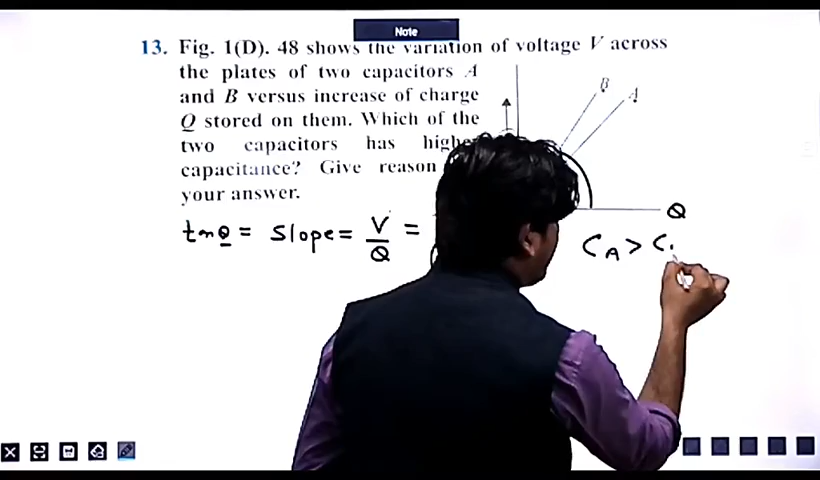 Note
13. Fig. 1(D). 48 shows the variation of voltage V across
the plates of two capacitors A
and B versus increase of charge
Q stored on them. Which of the
two capacitors has
capacitance? Give reason
your answer.
B
A
Q
tanθ = Slope = V/Q =
C_A > C